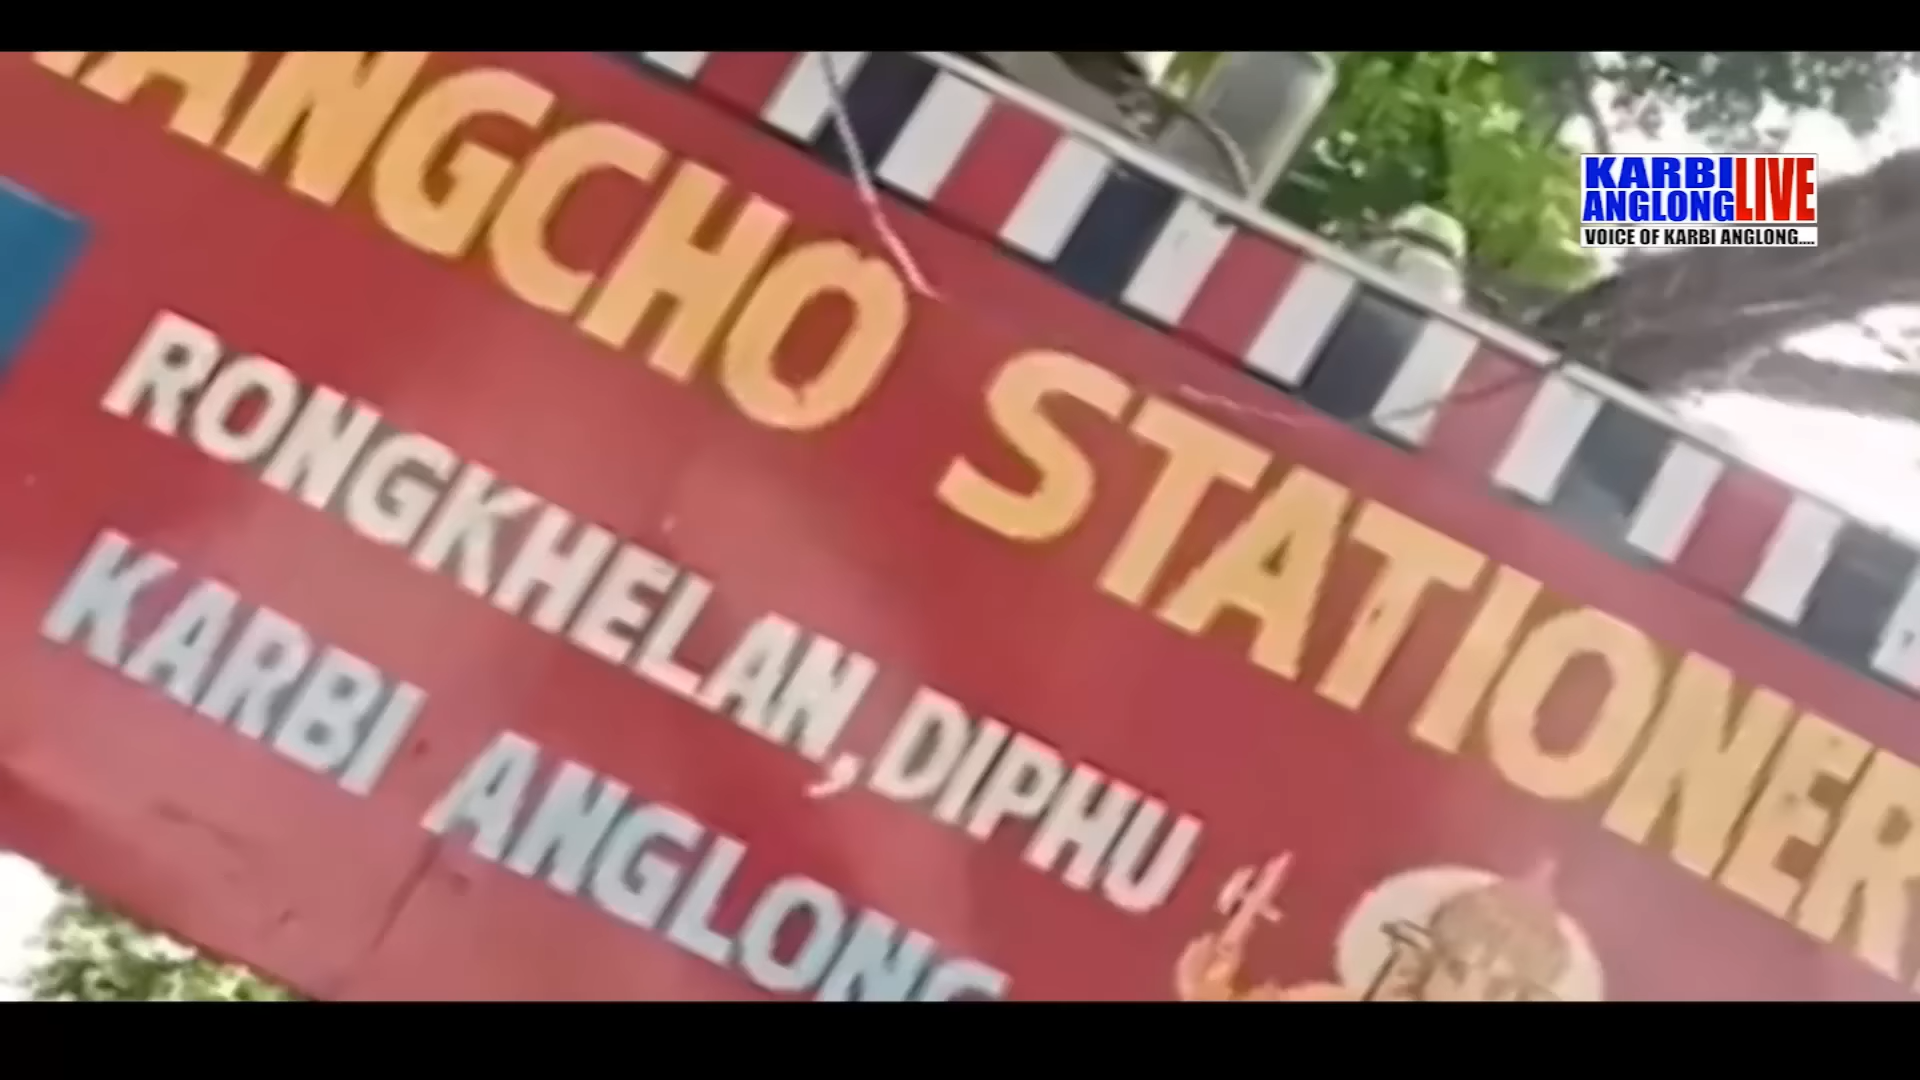 ANGCHO STATIONER
RONGKHELAN, DIPHU
KARBI ANGLONG
KARBI
ANGLONG LIVE
VOICE OF KARBI ANGLONG....